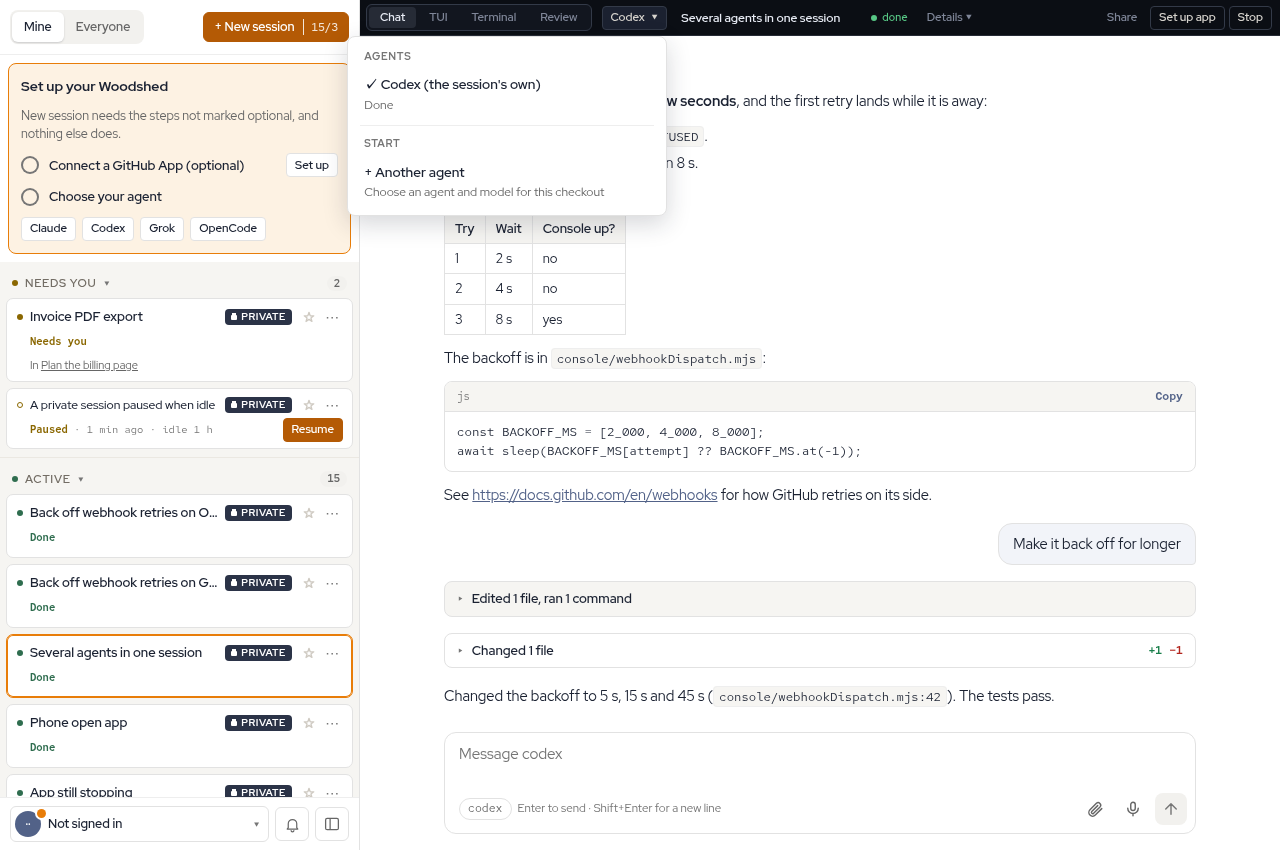 Mine
Everyone
+ New session 15/3
Set up your Woodshed
New session needs the steps not marked optional, and
nothing else does.
Connect a GitHub App (optional)
Set up
Choose your agent
Claude
Codex
Grok
OpenCode
NEEDS YOU ▾
2
Invoice PDF export
PRIVATE
Needs you
In Plan the billing page
A private session paused when idle
PRIVATE
Paused · 1 min ago · idle 1 h
Resume
ACTIVE ▾
15
Back off webhook retries on O...
PRIVATE
Done
Back off webhook retries on G...
PRIVATE
Done
Several agents in one session
PRIVATE
Done
Phone open app
PRIVATE
Done
App still stopping
PRIVATE
Not signed in
Chat
TUI
Terminal
Review
Codex ▾
Several agents in one session
done
Details ▾
Share
Set up app
Stop
AGENTS
✓ Codex (the session's own)
Done
START
+ Another agent
Choose an agent and model for this checkout
w seconds, and the first retry lands while it is away:
USED.
n 8 s.
Try Wait Console up?
1 2 s no
2 4 s no
3 8 s yes
The backoff is in console/webhookDispatch.mjs:
js
Copy
const BACKOFF_MS = [2_000, 4_000, 8_000];
await sleep(BACKOFF_MS[attempt] ?? BACKOFF_MS.at(-1));
See https://docs.github.com/en/webhooks for how GitHub retries on its side.
Make it back off for longer
Edited 1 file, ran 1 command
Changed 1 file
+1 −1
Changed the backoff to 5 s, 15 s and 45 s (console/webhookDispatch.mjs:42). The tests pass.
Message codex
codex
Enter to send · Shift+Enter for a new line